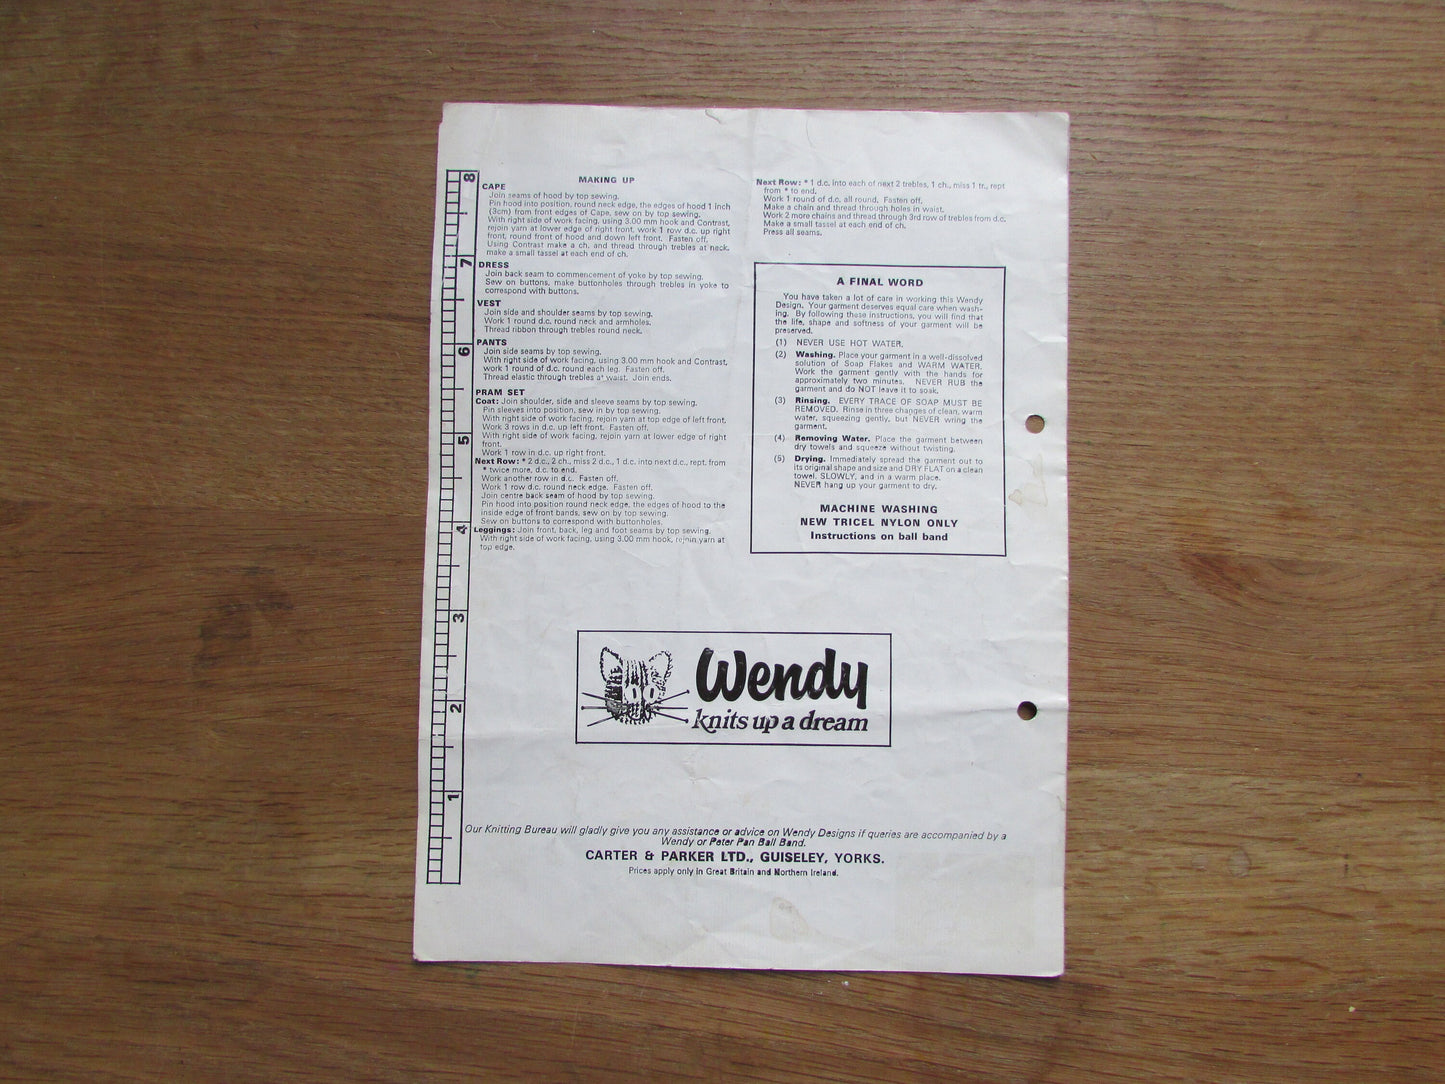 MAKING UP
CAPE
Join seams of hood by top sewing.
Pin hood into position, round neck edge, the edges of hood 1 inch
(3cm) from front edges of Cape, sew on by top sewing.
With right side of work facing, using 3.00 mm hook and Contrast,
rejoin yarn at lower edge of right front, work 1 row d.c. up right
front, round front of hood and down left front. Fasten off.
Using Contrast make a ch. and thread through trebles at neck,
make a small tassel at each end of ch.
DRESS
Join back seam to commencement of yoke by top sewing.
Sew on buttons, make buttonholes through trebles in yoke to
correspond with buttons.
VEST
Join side and shoulder seams by top sewing.
Work 1 round d.c. round neck and armholes.
Thread ribbon through trebles round neck.
PANTS
Join side seams by top sewing.
With right side of work facing, using 3.00 mm hook and Contrast,
work 1 round of d.c. round each leg. Fasten off.
Thread elastic through trebles at waist. Join ends.
PRAM SET
Coat: Join shoulder, side and sleeve seams by top sewing.
Pin sleeves into position, sew in by top sewing.
With right side of work facing, rejoin yarn at top edge of left front.
Work 3 rows d.c. up left front. Fasten off.
With right side of work facing, rejoin yarn at lower edge of right
front.
Work 1 row in d.c. up right front.
Next Row: * 2 d.c., 2 ch., miss 2 d.c., 1 d.c. into next d.c., rept. from
* twice more, d.c. to end.
Work another row in d.c. Fasten off.
Work 1 row d.c. round neck edge. Fasten off.
Join centre back seam of hood by top sewing.
Pin hood into position round neck edge, the edges of hood to the
inside edge of front bands, sew on by top sewing.
Sew on buttons to correspond with buttonholes.
Leggings: Join front, back, leg and foot seams by top sewing.
With right side of work facing, using 3.00 mm hook, rejoin yarn at
top edge.
Next Row: * 1 d.c. into each of next 2 trebles, 1 ch., miss 1 tr., rept
from * to end.
Work 1 round of d.c. all round. Fasten off.
Make a chain and thread through holes in waist.
Work 2 more chains and thread through 3rd row of trebles from d.c.
Make a small tassel at each end of ch.
Press all seams.
A FINAL WORD
You have taken a lot of care in working this Wendy
Design. Your garment deserves equal care when wash-
ing. By following these instructions, you will find that
the life, shape and softness of your garment will be
preserved.
(1) NEVER USE HOT WATER.
(2) Washing. Place your garment in a well-dissolved
solution of Soap Flakes and WARM WATER.
Work the garment gently with the hands for
approximately two minutes. NEVER RUB the
garment and do NOT leave it to soak.
(3) Rinsing. EVERY TRACE OF SOAP MUST BE
REMOVED. Rinse in three changes of clean, warm
water, squeezing gently, but NEVER wring the
garment.
(4) Removing Water. Place the garment between
dry towels and squeeze without twisting.
(5) Drying. Immediately spread the garment out to
its original shape and size and DRY FLAT on a clean
towel, SLOWLY, and in a warm place.
NEVER hang up your garment to dry.
MACHINE WASHING
NEW TRICEL NYLON ONLY
Instructions on ball band
8
7
6
5
4
3
2
1
Wendy
knits up a dream
Our Knitting Bureau will gladly give you any assistance or advice on Wendy Designs if queries are accompanied by a
Wendy or Peter Pan Ball Band.
CARTER & PARKER LTD., GUISELEY, YORKS.
Prices apply only in Great Britain and Northern Ireland.